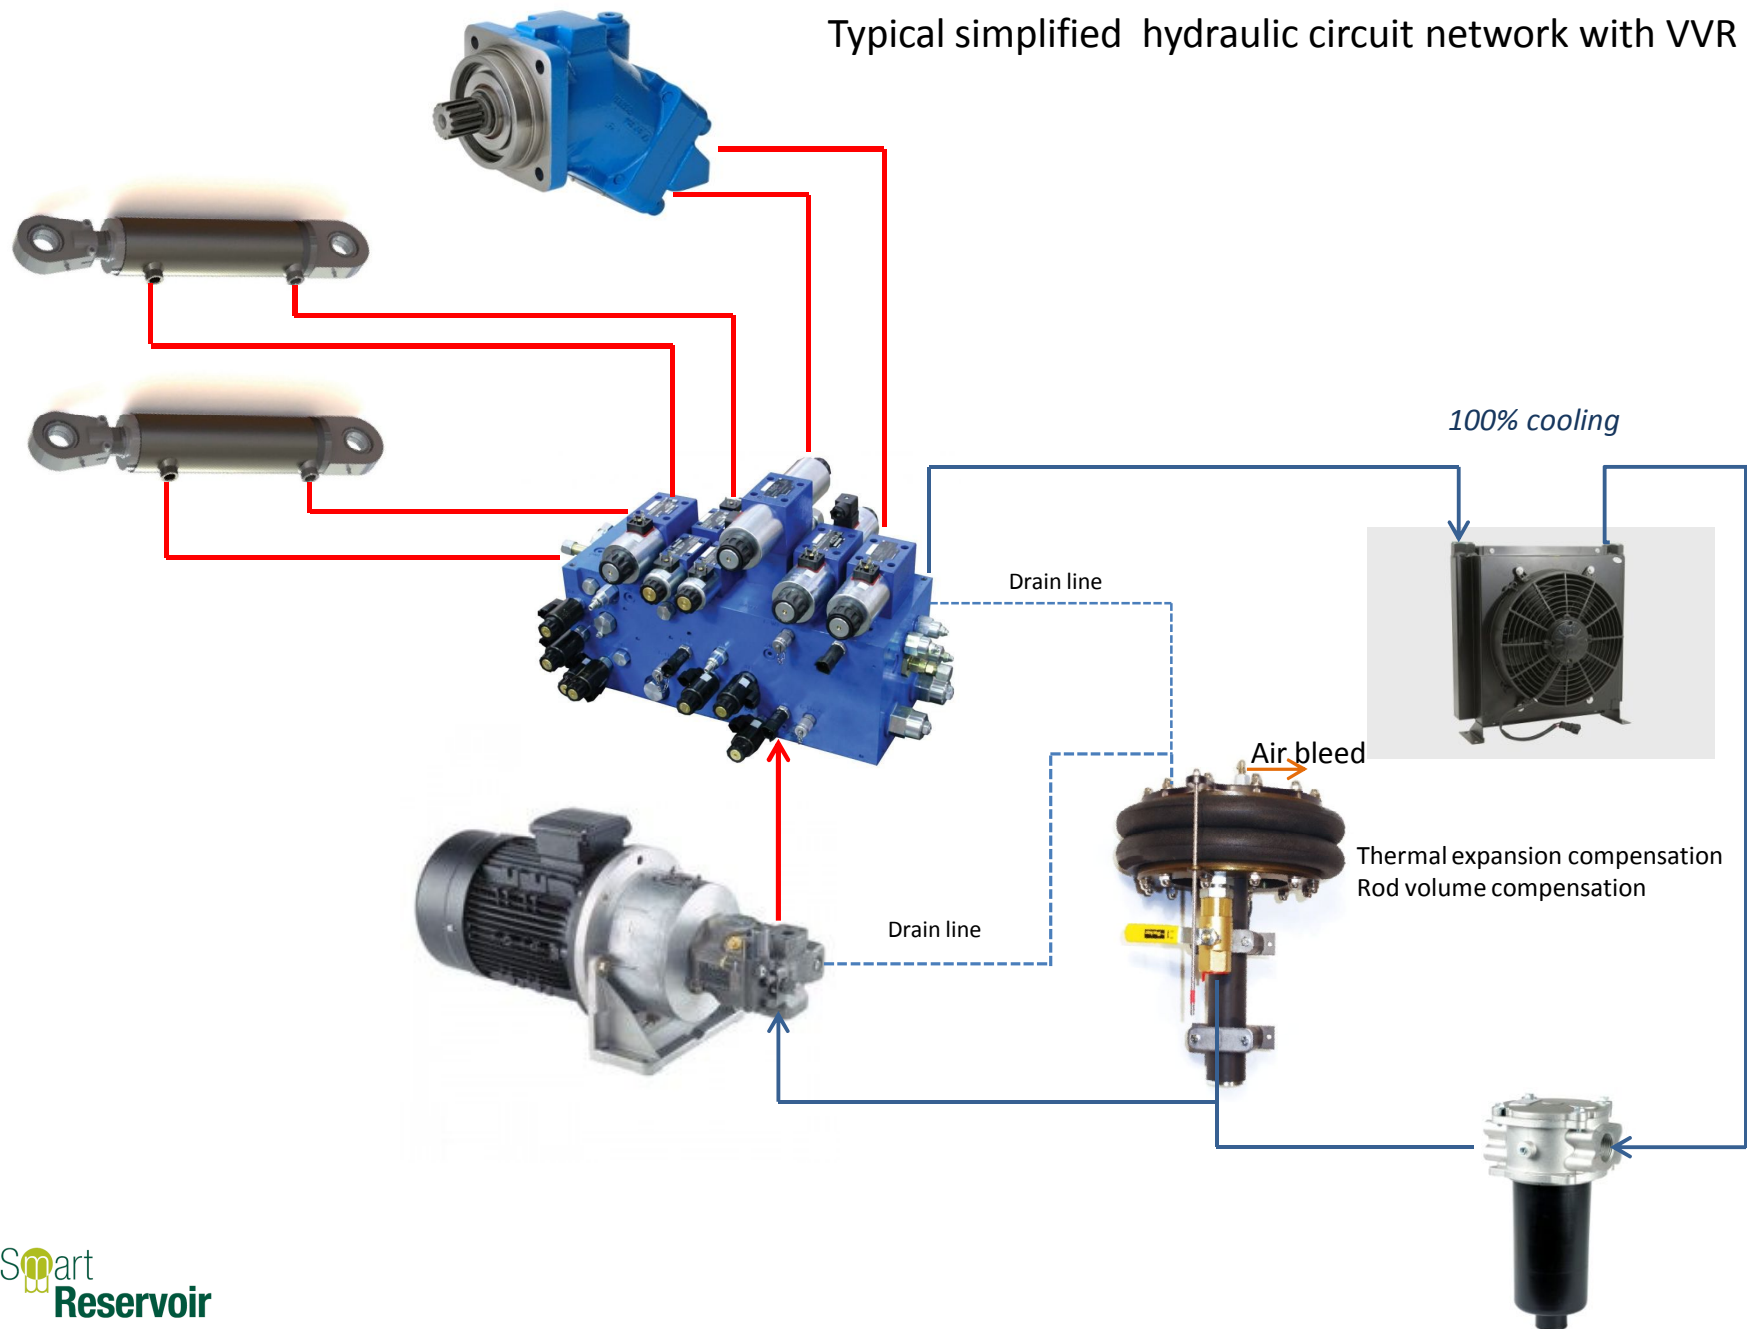 Typical simplified hydraulic circuit network with VVR
100% cooling
Drain line
Air bleed
Thermal expansion compensation
Rod volume compensation
Drain line
Smart
Reservoir